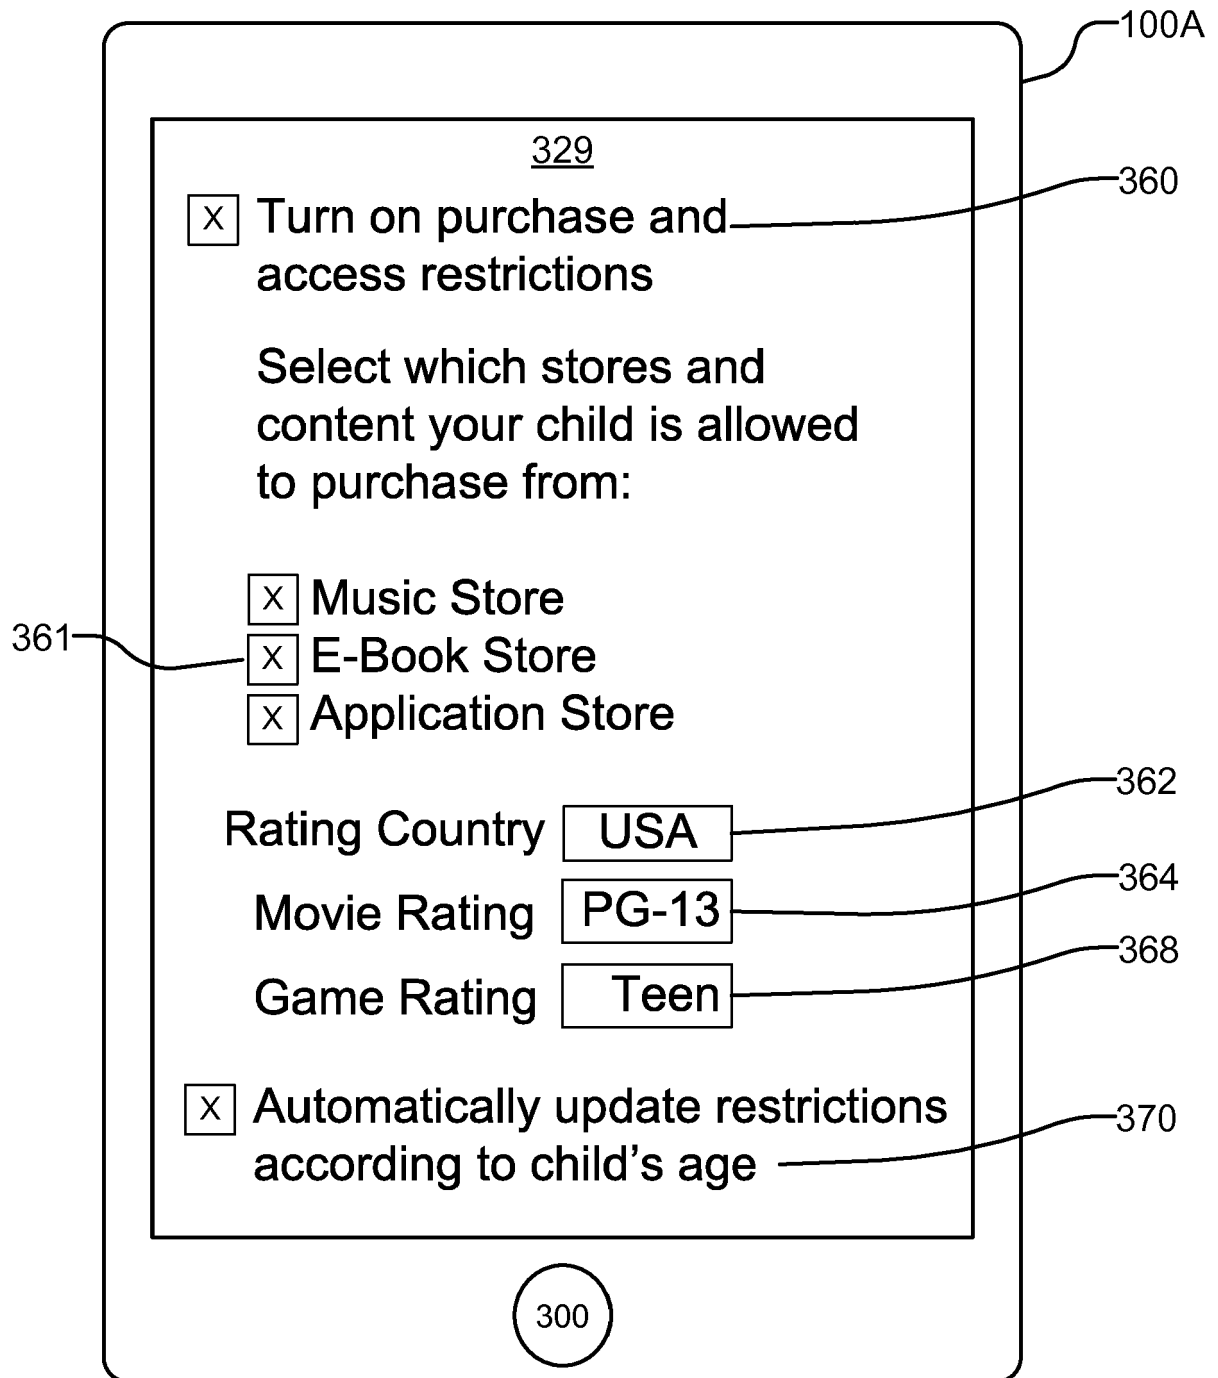 100A
329
360
X Turn on purchase and
access restrictions
Select which stores and
content your child is allowed
to purchase from:
X Music Store
361
X E-Book Store
X Application Store
362
Rating Country USA
364
Movie Rating PG-13
368
Game Rating Teen
X Automatically update restrictions
370
according to child's age
300